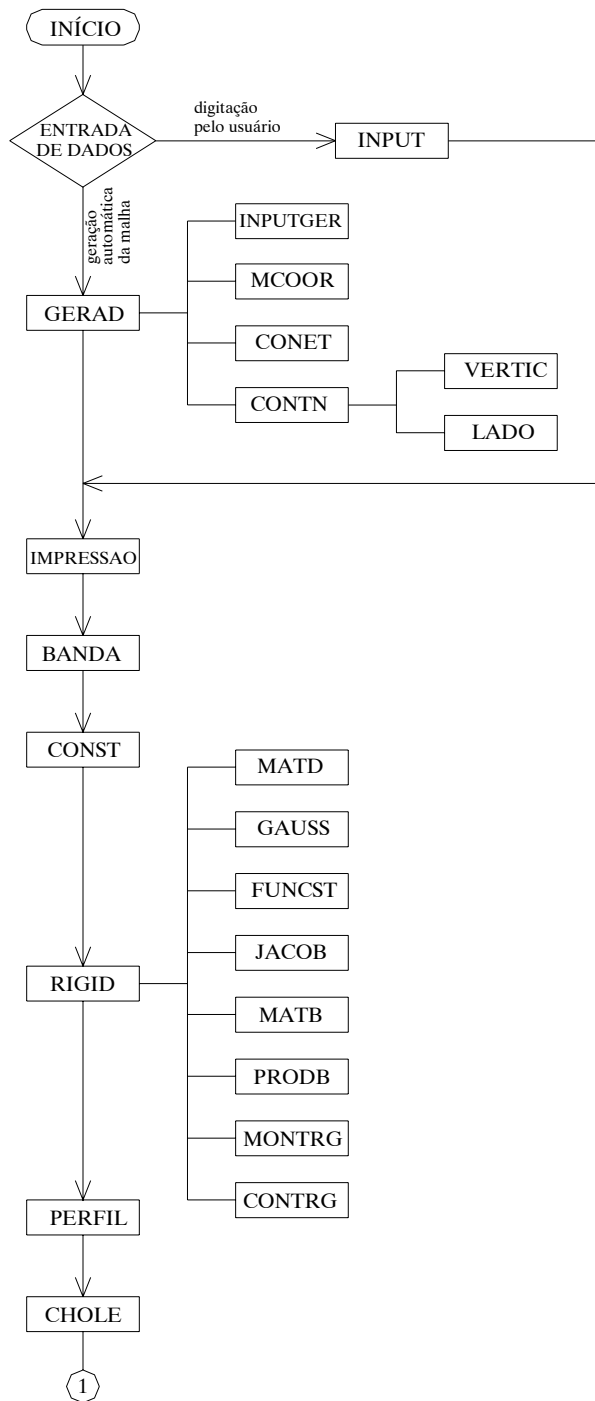 INÍCIO
ENTRADA
DE DADOS
digitação
pelo usuário
INPUT
geração
automática
da malha
GERAD
INPUTGER
MCOOR
CONET
CONTN
VERTIC
LADO
IMPRESSAO
BANDA
CONST
RIGID
MATD
GAUSS
FUNCST
JACOB
MATB
PRODB
MONTRG
CONTRG
PERFIL
CHOLE
1